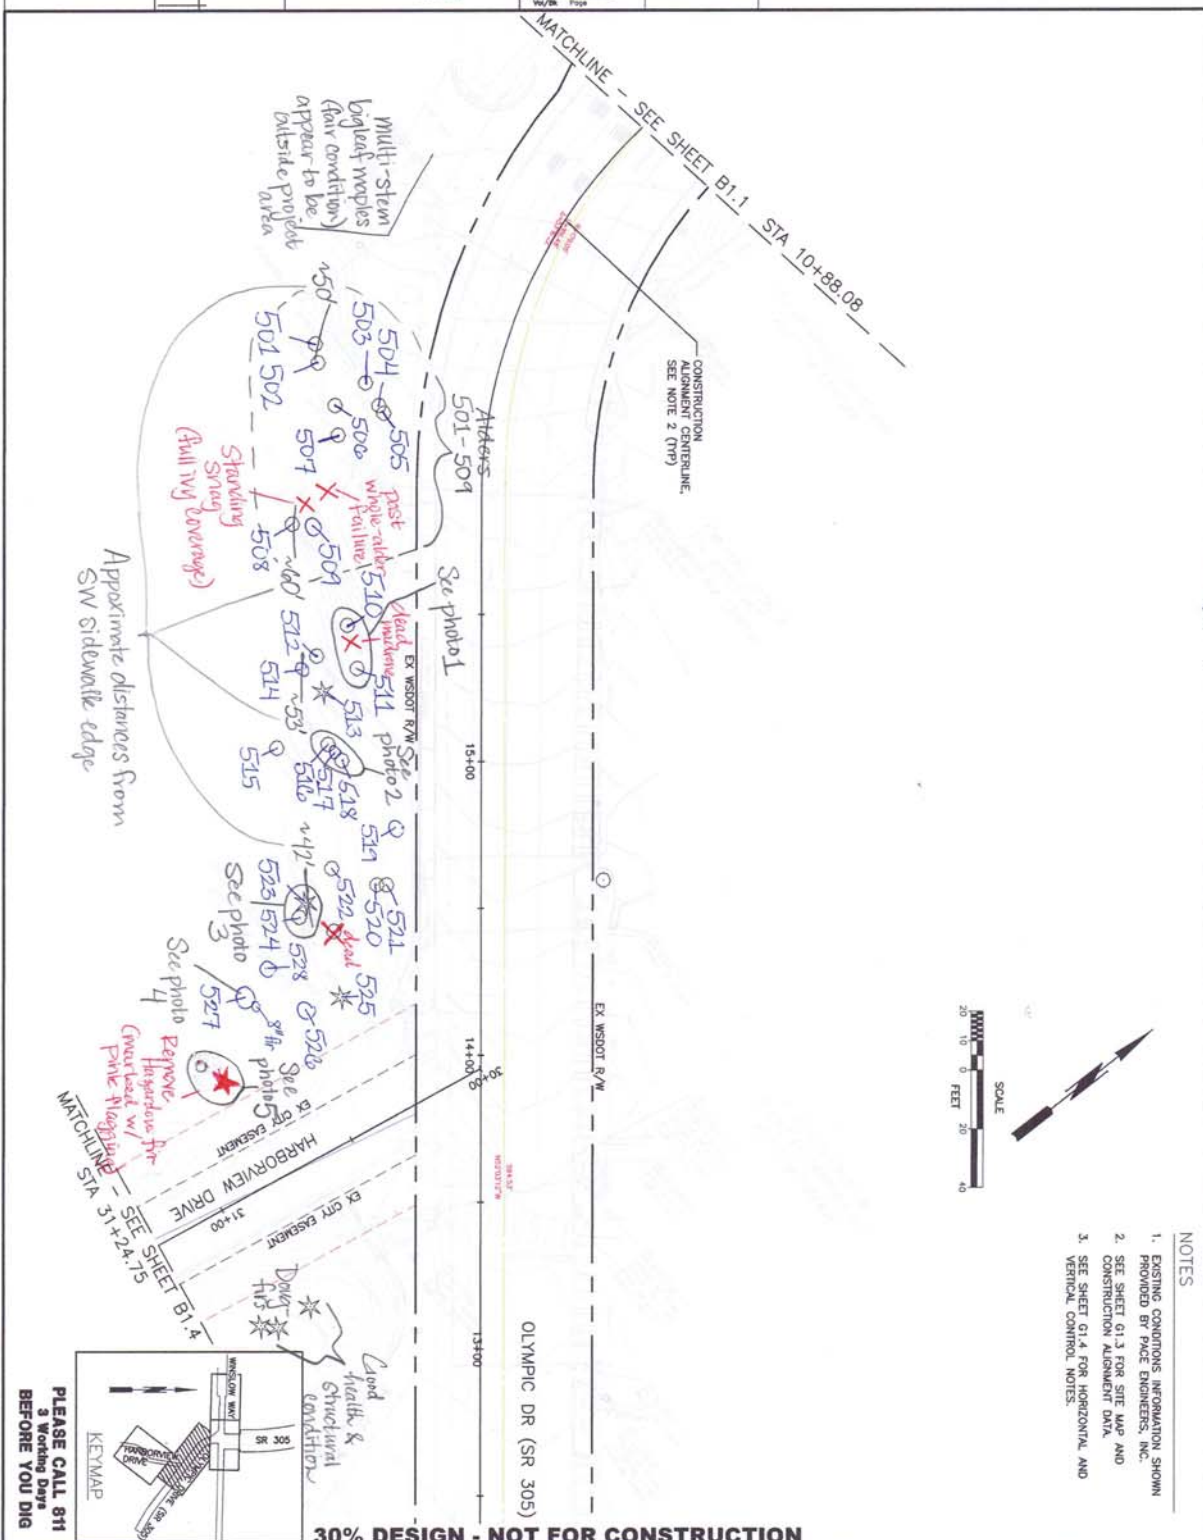 Vol/Bk Page
MATCHLINE - SEE SHEET B1.1 STA 10+88.08
CONSTRUCTION
ALIGNMENT CENTERLINE,
SEE NOTE 2 (TYP)
multi-stem
bigleaf maples
(fair condition)
appear to be
outside project
area
~50'
501
502
503
504
505
506
507
Alders
501-509
past
whole-alder
failure
Standing
snag
(full ivy coverage)
508
509
~60'
510
See photo 1
dead
madrone
511
512
513
514
~53'
515
516
517
518
See
photo 2
519
520
521
522
dead
~42'
523
524
See photo
3
525
526
527
528
See photo
4
8" fir
See
photo 5
Remove
Hazardous fir
(marked w/
pink flagging)
Appoximate distances from
SW sidewalk edge
EX WSDOT R/W
15+00
14+00
30+00
13+00
EX WSDOT R/W
OLYMPIC DR (SR 305)
EX CITY EASEMENT
HARBORVIEW DRIVE
31+00
EX CITY EASEMENT
MATCHLINE - SEE SHEET B1.4
STA 31+24.75
Doug-
firs
Good
health &
structural
condition
SCALE
20 10 0 20 40
FEET
NOTES
1. EXISTING CONDITIONS INFORMATION SHOWN
PROVIDED BY PACE ENGINEERS, INC.
2. SEE SHEET G1.3 FOR SITE MAP AND
CONSTRUCTION ALIGNMENT DATA.
3. SEE SHEET G1.4 FOR HORIZONTAL AND
VERTICAL CONTROL NOTES.
WINSLOW WAY
SR 305
HARBORVIEW
DRIVE
KEYMAP
PLEASE CALL 811
3 Working Days
BEFORE YOU DIG
30% DESIGN - NOT FOR CONSTRUCTION